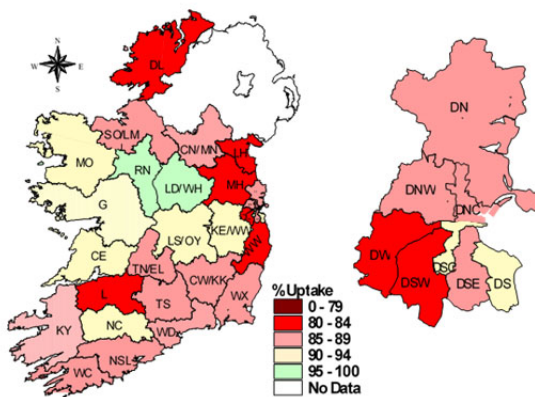 N
W E
S
DL
SO/LM
CN/MN
LH
MO
RN
LD/WH
MH
G
LS/OY
KE/WW
WW
CE
TN/EL
CW/KK
L
TS
WX
KY
NC
WD
WC
NSL
DN
DNW
DNC
DW
DSW
DSC
DSE
DS
%Uptake
0 - 79
80 - 84
85 - 89
90 - 94
95 - 100
No Data